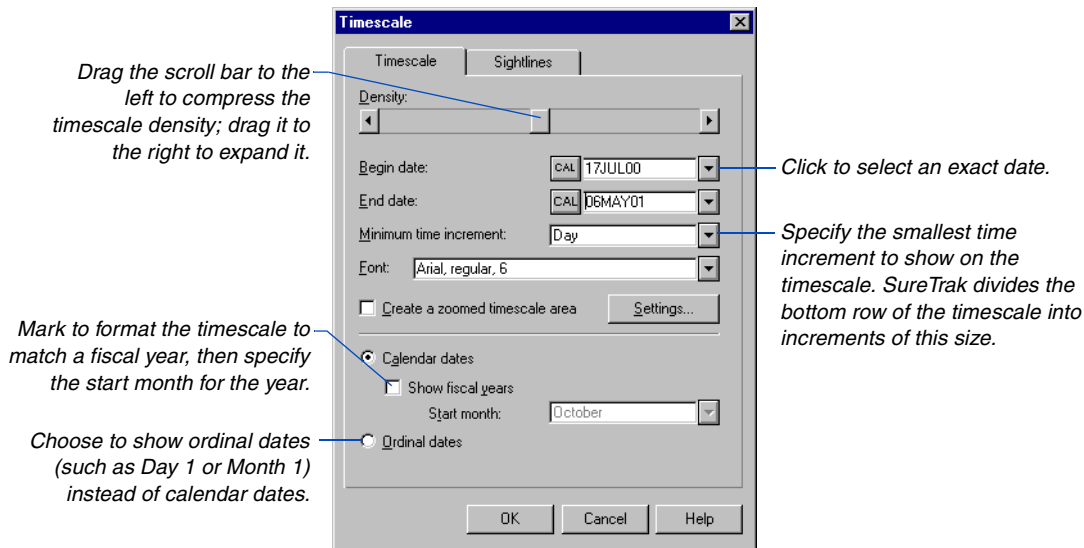 Timescale
Timescale
Sightlines
Drag the scroll bar to the
left to compress the
timescale density; drag it to
the right to expand it.
Density:
Begin date:
CAL
17JUL00
Click to select an exact date.
End date:
CAL
06MAY01
Minimum time increment:
Day
Specify the smallest time
increment to show on the
timescale. SureTrak divides the
bottom row of the timescale into
increments of this size.
Font:
Arial, regular, 6
Create a zoomed timescale area
Settings...
Mark to format the timescale to
match a fiscal year, then specify
the start month for the year.
Calendar dates
Show fiscal years
Start month:
October
Choose to show ordinal dates
(such as Day 1 or Month 1)
instead of calendar dates.
Ordinal dates
OK
Cancel
Help